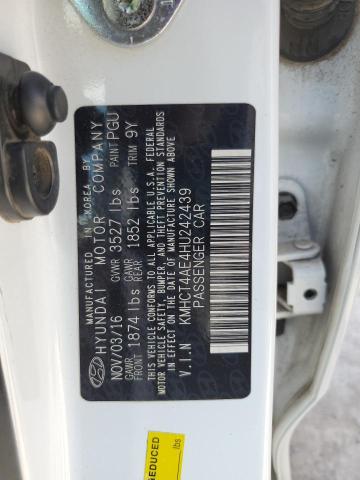 MANUFACTURED IN KOREA BY
HYUNDAI MOTOR COMPANY
NOV/03/16 GVWR 3527 lbs PAINT PGU
GAWR FRONT 1874 lbs GAWR REAR 1852 lbs TRIM 9Y
THIS VEHICLE CONFORMS TO ALL APPLICABLE U.S.A. FEDERAL
MOTOR VEHICLE SAFETY, BUMPER, AND THEFT PREVENTION
STANDARDS IN EFFECT ON THE DATE OF
MANUFACTURE SHOWN ABOVE.
V.I.N KMHCT4AE4HU242439
PASSENGER CAR
REDUCED
lbs